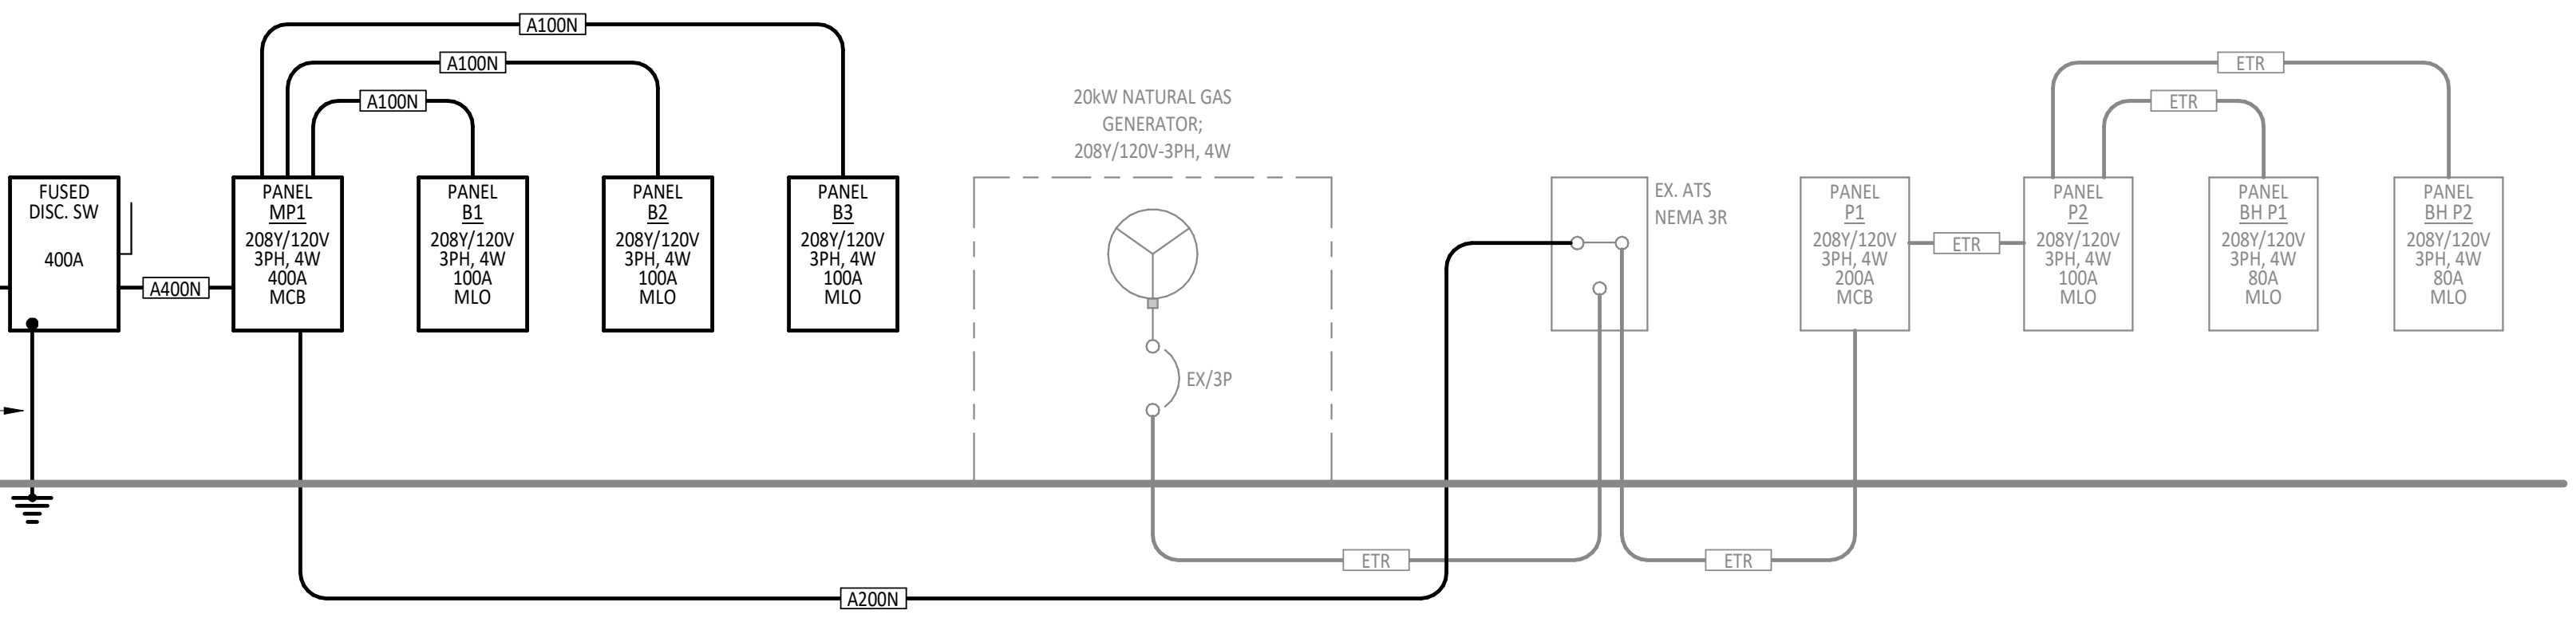 A100N
A100N
A100N
FUSED
DISC. SW
400A
A400N
PANEL
MP1
208Y/120V
3PH, 4W
400A
MCB
PANEL
B1
208Y/120V
3PH, 4W
100A
MLO
PANEL
B2
208Y/120V
3PH, 4W
100A
MLO
PANEL
B3
208Y/120V
3PH, 4W
100A
MLO
20kW NATURAL GAS
GENERATOR;
208Y/120V-3PH, 4W
EX/3P
EX. ATS
NEMA 3R
PANEL
P1
208Y/120V
3PH, 4W
200A
MCB
ETR
PANEL
P2
208Y/120V
3PH, 4W
100A
MLO
ETR
ETR
PANEL
BH P1
208Y/120V
3PH, 4W
80A
MLO
PANEL
BH P2
208Y/120V
3PH, 4W
80A
MLO
ETR
ETR
A200N